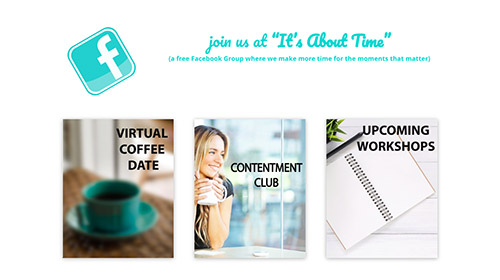 join us at "It's About Time"
(a free Facebook Group where we make more time for the moments that matter)
VIRTUAL
COFFEE
DATE
CONTENTMENT
CLUB
UPCOMING
WORKSHOPS